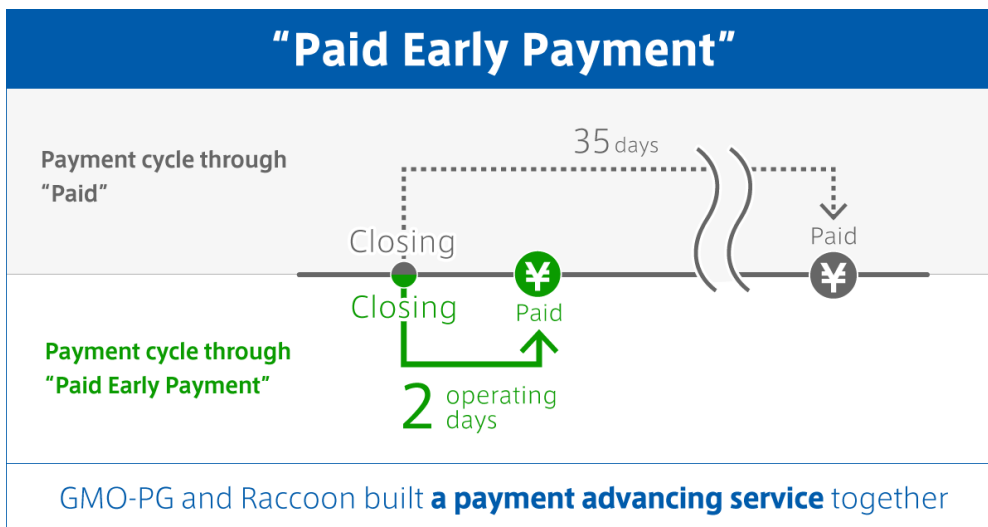 “Paid Early Payment”
35 days
Payment cycle through
“Paid”
Closing
Paid
¥
¥
Closing
Paid
Payment cycle through
“Paid Early Payment”
2 operating
days
GMO-PG and Raccoon built a payment advancing service together